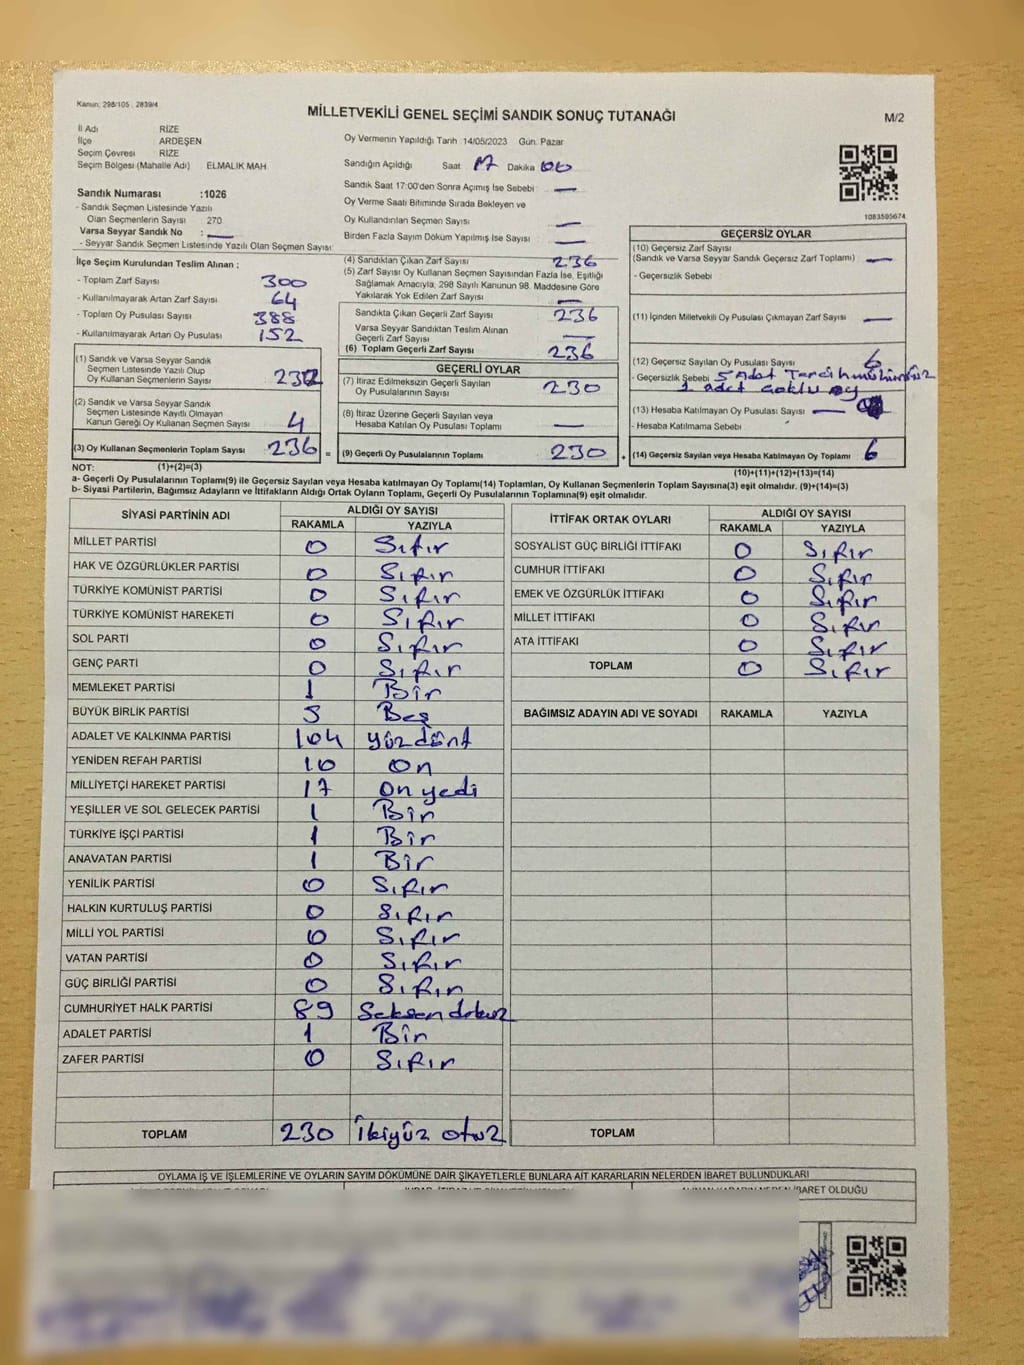 Kanun: 298/105 , 2839/4
MİLLETVEKİLİ GENEL SEÇİMİ SANDIK SONUÇ TUTANAĞI
M/2
İl Adı RİZE
İlçe ARDEŞEN
Seçim Çevresi RİZE
Seçim Bölgesi (Mahalle Adı) ELMALIK MAH.
Sandık Numarası :1026
- Sandık Seçmen Listesinde Yazılı
Olan Seçmenlerin Sayısı : 270
Varsa Seyyar Sandık No : —
- Seyyar Sandık Seçmen Listesinde Yazılı Olan Seçmen Sayısı:
Oy Vermenin Yapıldığı Tarih :14/05/2023 Gün: Pazar
Sandığın Açıldığı Saat 17 Dakika 00
Sandık Saat 17:00'den Sonra Açımış İse Sebebi —
Oy Verme Saati Bitiminde Sırada Bekleyen ve
Oy Kullandırılan Seçmen Sayısı —
Birden Fazla Sayım Döküm Yapılmış İse Sayısı —
1083505674
İlçe Seçim Kurulundan Teslim Alınan ;
- Toplam Zarf Sayısı 300
- Kullanılmayarak Artan Zarf Sayısı 64
- Toplam Oy Pusulası Sayısı 388
- Kullanılmayarak Artan Oy Pusulası 152
(1) Sandık ve Varsa Seyyar Sandık
Seçmen Listesinde Yazılı Olup
Oy Kullanan Seçmenlerin Sayısı 232
(2) Sandık ve Varsa Seyyar Sandık
Seçmen Listesinde Kayıtlı Olmayan
Kanun Gereği Oy Kullanan Seçmen Sayısı 4
(3) Oy Kullanan Seçmenlerin Toplam Sayısı 236 =
(4) Sandıktan Çıkan Zarf Sayısı 236
(5) Zarf Sayısı Oy Kullanan Seçmen Sayısından Fazla İse, Eşitliği
Sağlamak Amacıyla, 298 Sayılı Kanunun 98. Maddesine Göre
Yakılarak Yok Edilen Zarf Sayısı —
Sandıkta Çıkan Geçerli Zarf Sayısı 236
Varsa Seyyar Sandıktan Teslim Alınan
Geçerli Zarf Sayısı —
(6) Toplam Geçerli Zarf Sayısı 236
GEÇERLİ OYLAR
(7) İtiraz Edilmeksizin Geçerli Sayılan
Oy Pusulalarının Sayısı 230
(8) İtiraz Üzerine Geçerli Sayılan veya
Hesaba Katılan Oy Pusulası Toplamı —
(9) Geçerli Oy Pusulalarının Toplamı 230 +
GEÇERSİZ OYLAR
(10) Geçersiz Zarf Sayısı
(Sandık ve Varsa Seyyar Sandık Geçersiz Zarf Toplamı) —
- Geçersizlik Sebebi
(11) İçinden Milletvekili Oy Pusulası Çıkmayan Zarf Sayısı —
(12) Geçersiz Sayılan Oy Pusulası Sayısı 6
- Geçersizlik Sebebi 5 Adet Tercih mühürsüz
1 adet çoklu oy
(13) Hesaba Katılmayan Oy Pusulası Sayısı —
- Hesaba Katılmama Sebebi
(14) Geçersiz Sayılan veya Hesaba Katılmayan Oy Toplamı 6
NOT: (1)+(2)=(3) (10)+(11)+(12)+(13)=(14)
a- Geçerli Oy Pusulalarının Toplamı(9) ile Geçersiz Sayılan veya Hesaba Katılmayan Oy Toplamı(14) Toplamları, Oy Kullanan Seçmenlerin Toplam Sayısına(3) eşit olmalıdır. (9)+(14)=(3)
b- Siyasi Partilerin, Bağımsız Adayların ve İttifakların Aldığı Ortak Oyların Toplamı, Geçerli Oy Pusulalarının Toplamına(9) eşit olmalıdır.
SİYASİ PARTİNİN ADI ALDIĞI OY SAYISI
RAKAMLA YAZIYLA
MİLLET PARTİSİ 0 Sıfır
HAK VE ÖZGÜRLÜKLER PARTİSİ 0 Sıfır
TÜRKİYE KOMÜNİST PARTİSİ 0 Sıfır
TÜRKİYE KOMÜNİST HAREKETİ 0 Sıfır
SOL PARTİ 0 Sıfır
GENÇ PARTİ 0 Sıfır
MEMLEKET PARTİSİ 1 Bir
BÜYÜK BİRLİK PARTİSİ 5 Beş
ADALET VE KALKINMA PARTİSİ 104 yüzdört
YENİDEN REFAH PARTİSİ 10 On
MİLLİYETÇİ HAREKET PARTİSİ 17 Onyedi
YEŞİLLER VE SOL GELECEK PARTİSİ 1 Bir
TÜRKİYE İŞÇİ PARTİSİ 1 Bir
ANAVATAN PARTİSİ 1 Bir
YENİLİK PARTİSİ 0 Sıfır
HALKIN KURTULUŞ PARTİSİ 0 Sıfır
MİLLİ YOL PARTİSİ 0 Sıfır
VATAN PARTİSİ 0 Sıfır
GÜÇ BİRLİĞİ PARTİSİ 0 Sıfır
CUMHURİYET HALK PARTİSİ 89 Seksendokuz
ADALET PARTİSİ 1 Bir
ZAFER PARTİSİ 0 Sıfır
TOPLAM 230 İkiyüz otuz
İTTİFAK ORTAK OYLARI ALDIĞI OY SAYISI
RAKAMLA YAZIYLA
SOSYALİST GÜÇ BİRLİĞİ İTTİFAKI 0 Sıfır
CUMHUR İTTİFAKI 0 Sıfır
EMEK VE ÖZGÜRLÜK İTTİFAKI 0 Sıfır
MİLLET İTTİFAKI 0 Sıfır
ATA İTTİFAKI 0 Sıfır
TOPLAM 0 Sıfır
BAĞIMSIZ ADAYIN ADI VE SOYADI RAKAMLA YAZIYLA
TOPLAM
OYLAMA İŞ VE İŞLEMLERİNE VE OYLARIN SAYIM DÖKÜMÜNE DAİR ŞİKAYETLERLE BUNLARA AİT KARARLARIN NELERDEN İBARET BULUNDUKLARI
İBARET OLDUĞU